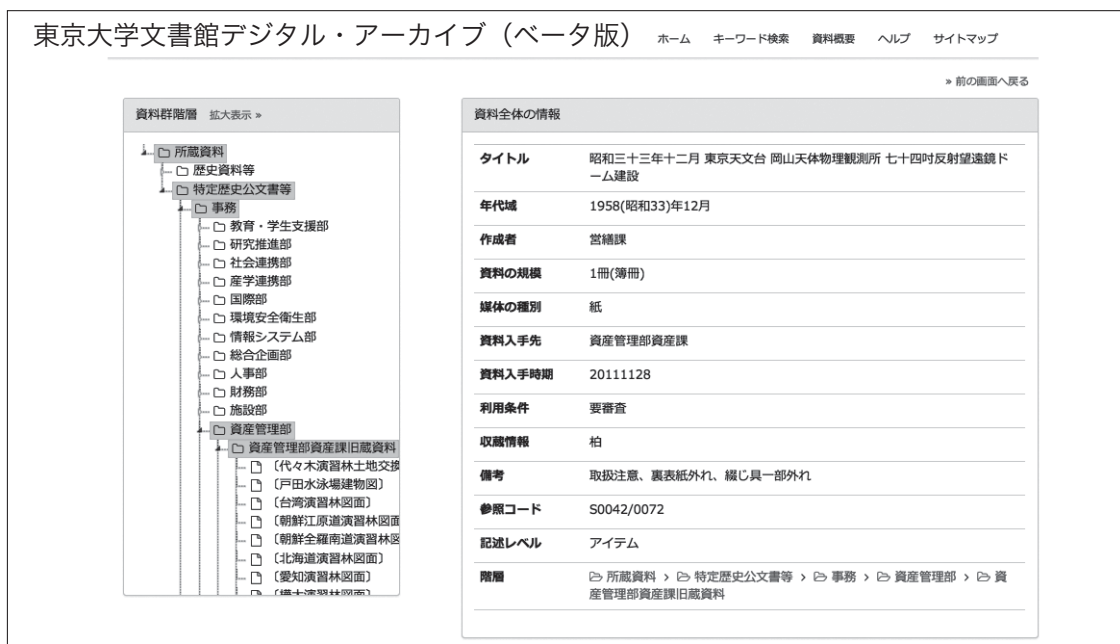 東京大学文書館デジタル・アーカイブ（ベータ版）
ホーム キーワード検索 資料概要 ヘルプ サイトマップ
» 前の画面へ戻る
資料群階層 拡大表示 »
所蔵資料
歴史資料等
特定歴史公文書等
事務
教育・学生支援部
研究推進部
社会連携部
産学連携部
国際部
環境安全衛生部
情報システム部
総合企画部
人事部
財務部
施設部
資産管理部
資産管理部資産課旧蔵資料
〔代々木演習林土地交換
〔戸田水泳場建物図〕
〔台湾演習林図面〕
〔朝鮮江原道演習林図面
〔朝鮮全羅南道演習林図
〔北海道演習林図面〕
〔愛知演習林図面〕
〔樺太演習林図面〕
資料全体の情報
タイトル 昭和三十三年十二月 東京天文台 岡山天体物理観測所 七十四吋反射望遠鏡ド
ーム建設
年代域 1958(昭和33)年12月
作成者 営繕課
資料の規模 1冊(簿冊)
媒体の種別 紙
資料入手先 資産管理部資産課
資料入手時期 20111128
利用条件 要審査
収蔵情報 柏
備考 取扱注意、裏表紙外れ、綴じ具一部外れ
参照コード S0042/0072
記述レベル アイテム
階層 所蔵資料 › 特定歴史公文書等 › 事務 › 資産管理部 › 資
産管理部資産課旧蔵資料